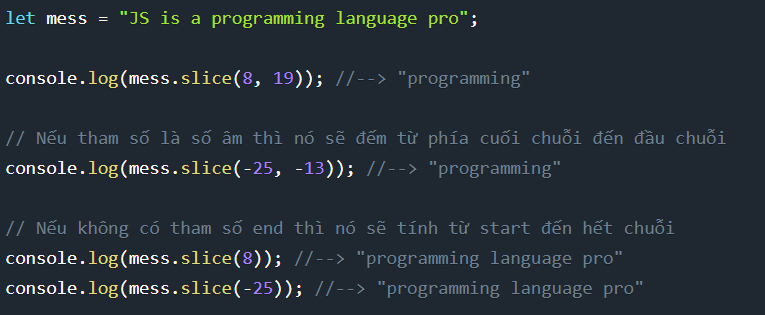 let mess = "JS is a programming language pro";
console.log(mess.slice(8, 19)); //--> "programming"
// Nếu tham số là số âm thì nó sẽ đếm từ phía cuối chuỗi đến đầu chuỗi
console.log(mess.slice(-25, -13)); //--> "programming"
// Nếu không có tham số end thì nó sẽ tính từ start đến hết chuỗi
console.log(mess.slice(8)); //--> "programming language pro"
console.log(mess.slice(-25)); //--> "programming language pro"